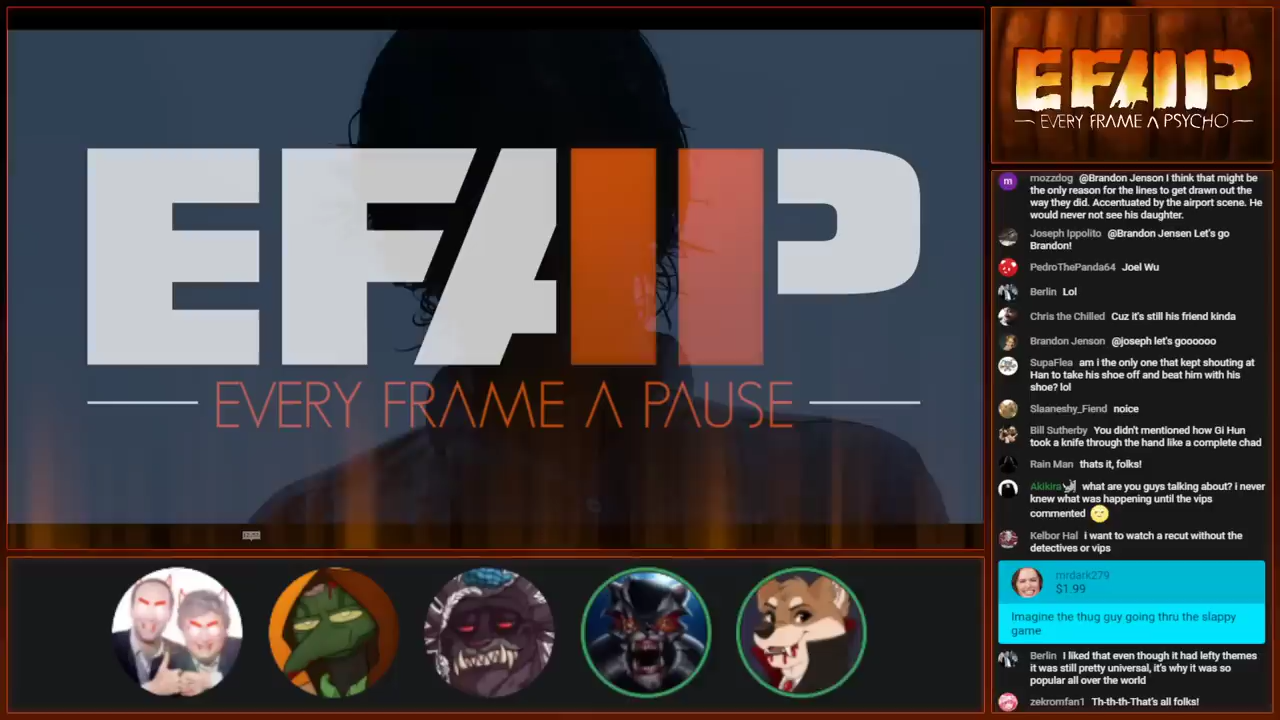 EFAP
EVERY FRAME A PAUSE
EFAP
EVERY FRAME A PSYCHO
m
mozzdog @Brandon Jenson I think that might be
the only reason for the lines to get drawn out the
way they did. Accentuated by the airport scene. He
would never not see his daughter.
Joseph Ippolito @Brandon Jensen Let's go
Brandon!
PedroThePanda64 Joel Wu
Berlin Lol
Chris the Chilled Cuz it's still his friend kinda
Brandon Jenson @joseph let's goooooo
SupaFlea am i the only one that kept shouting at
Han to take his shoe off and beat him with his
shoe? lol
Slaaneshy_Fiend noice
Bill Sutherby You didn't mentioned how Gi Hun
took a knife through the hand like a complete chad
Rain Man thats it, folks!
Akikira what are you guys talking about? i never
knew what was happening until the vips
commented
Kelbor Hal i want to watch a recut without the
detectives or vips
mrdark279
$1.99
Imagine the thug guy going thru the slappy
game
Berlin I liked that even though it had lefty themes
it was still pretty universal, it's why it was so
popular all over the world
zekromfan1 Th-th-th-That's all folks!